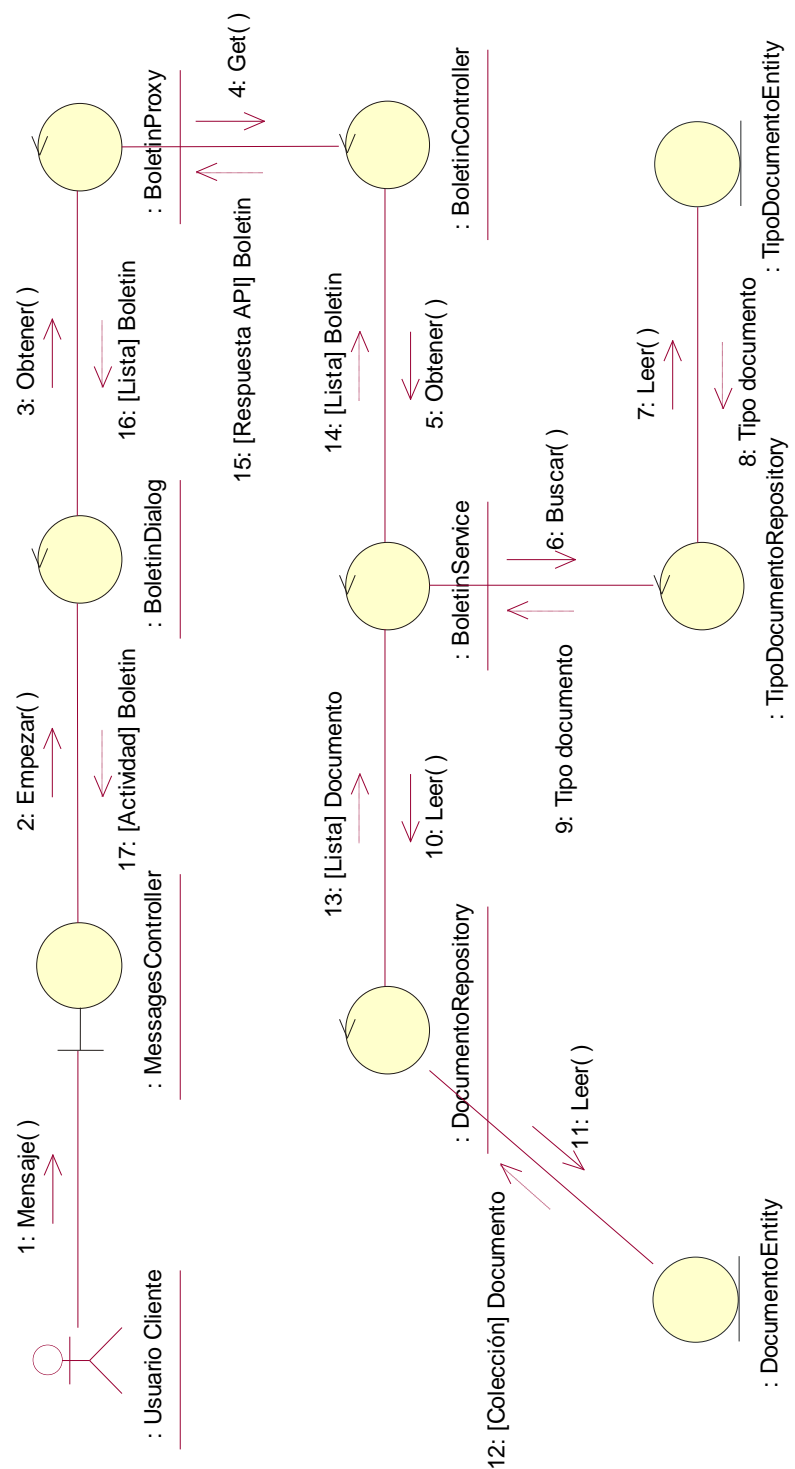 1: Mensaje( )
2: Empezar( )
3: Obtener( )
17: [Actividad] Boletin
16: [Lista] Boletin
: Usuario Cliente
: MessagesController
: BoletinDialog
: BoletinProxy
4: Get( )
15: [Respuesta API] Boletin
13: [Lista] Documento
14: [Lista] Boletin
10: Leer( )
5: Obtener( )
: DocumentoRepository
: BoletinService
: BoletinController
12: [Colección] Documento
11: Leer( )
9: Tipo documento
6: Buscar( )
7: Leer( )
8: Tipo documento
: DocumentoEntity
: TipoDocumentoRepository
: TipoDocumentoEntity